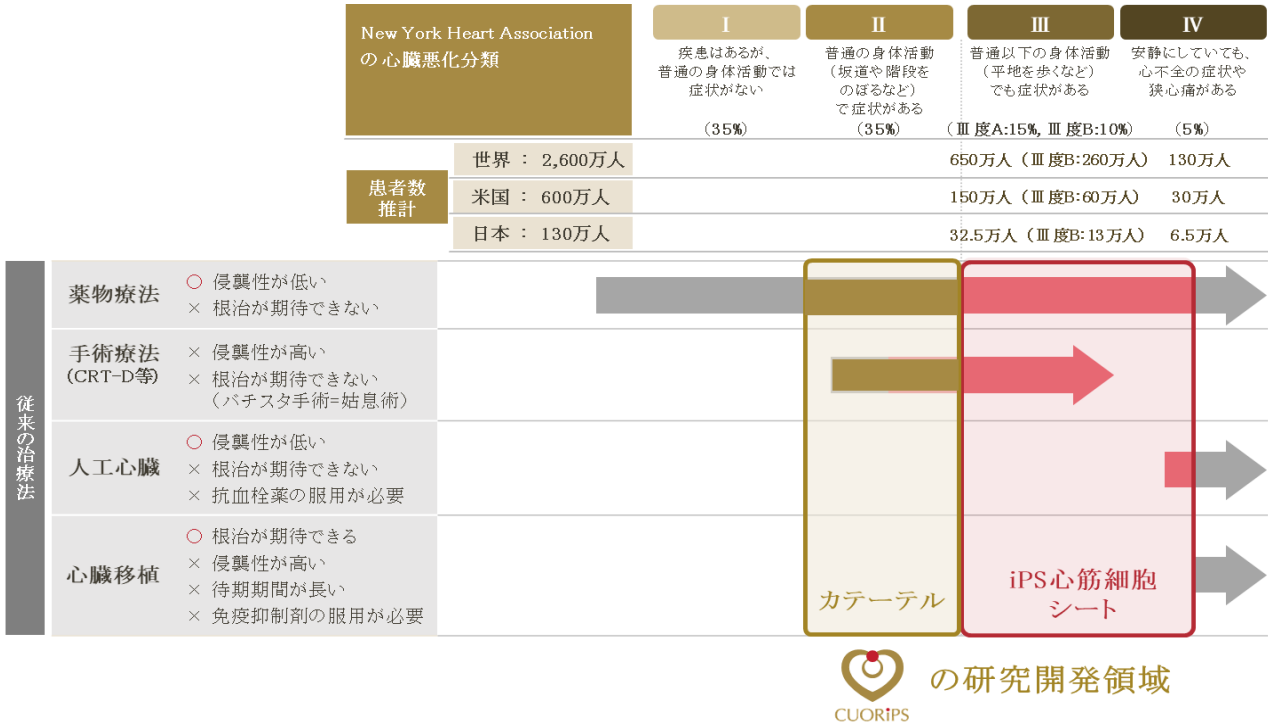 New York Heart Association
の心臓悪化分類
I
II
III
IV
疾患はあるが、
普通の身体活動では
症状がない
(35%)
普通の身体活動
(坂道や階段を
のぼるなど)
で症状がある
(35%)
普通以下の身体活動
(平地を歩くなど)
でも症状がある
(Ⅲ度A:15%, Ⅲ度B:10%)
安静にしていても、
心不全の症状や
狭心痛がある
(5%)
患者数
推計
世界 : 2,600万人
650万人 (Ⅲ度B:260万人)
130万人
米国 : 600万人
150万人 (Ⅲ度B:60万人)
30万人
日本 : 130万人
32.5万人 (Ⅲ度B:13万人)
6.5万人
従来の治療法
薬物療法
○ 侵襲性が低い
× 根治が期待できない
手術療法
(CRT-D等)
× 侵襲性が高い
× 根治が期待できない
(バチスタ手術=姑息術)
人工心臓
○ 侵襲性が低い
× 根治が期待できない
× 抗血栓薬の服用が必要
心臓移植
○ 根治が期待できる
× 侵襲性が高い
× 待期期間が長い
× 免疫抑制剤の服用が必要
カテーテル
iPS心筋細胞
シート
CUORiPS
の研究開発領域